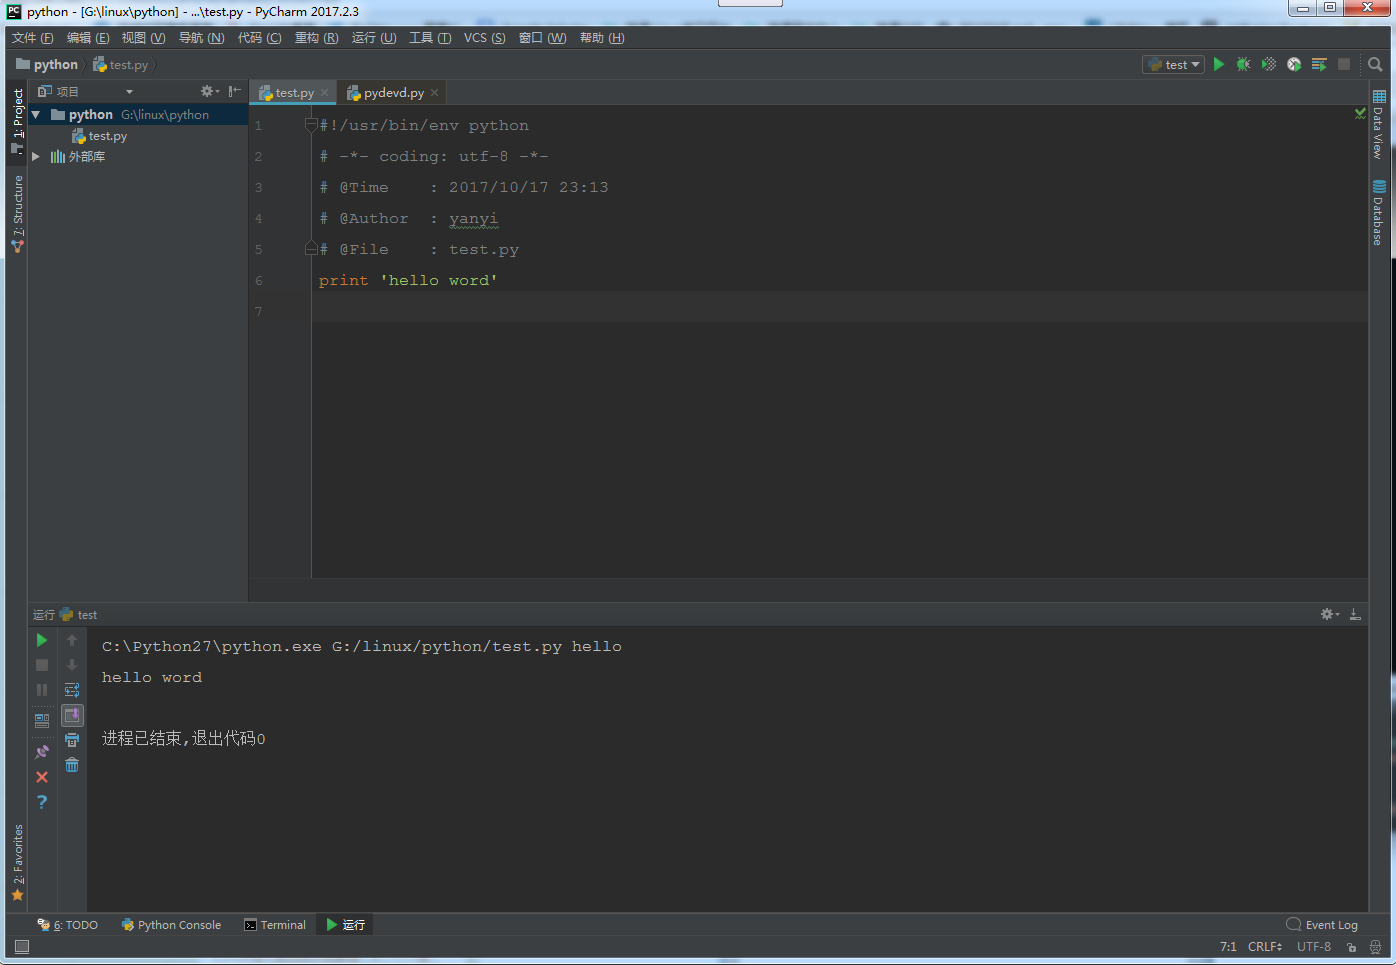 python - [G:\linux\python] - ...\test.py - PyCharm 2017.2.3
文件 (F) 编辑 (E) 视图 (V) 导航 (N) 代码 (C) 重构 (R) 运行 (U) 工具 (T) VCS (S) 窗口 (W) 帮助 (H)
python test.py test
项目 test.py pydevd.py
1: Project
7: Structure
2: Favorites
python G:\linux\python
test.py
外部库
1 #!/usr/bin/env python
2 # -*- coding: utf-8 -*-
3 # @Time    : 2017/10/17 23:13
4 # @Author  : yanyi
5 # @File    : test.py
6 print 'hello word'
7
Data View
Database
运行 test
C:\Python27\python.exe G:/linux/python/test.py hello
hello word
进程已结束,退出代码0
6: TODO Python Console Terminal 运行 Event Log
7:1 CRLF UTF-8